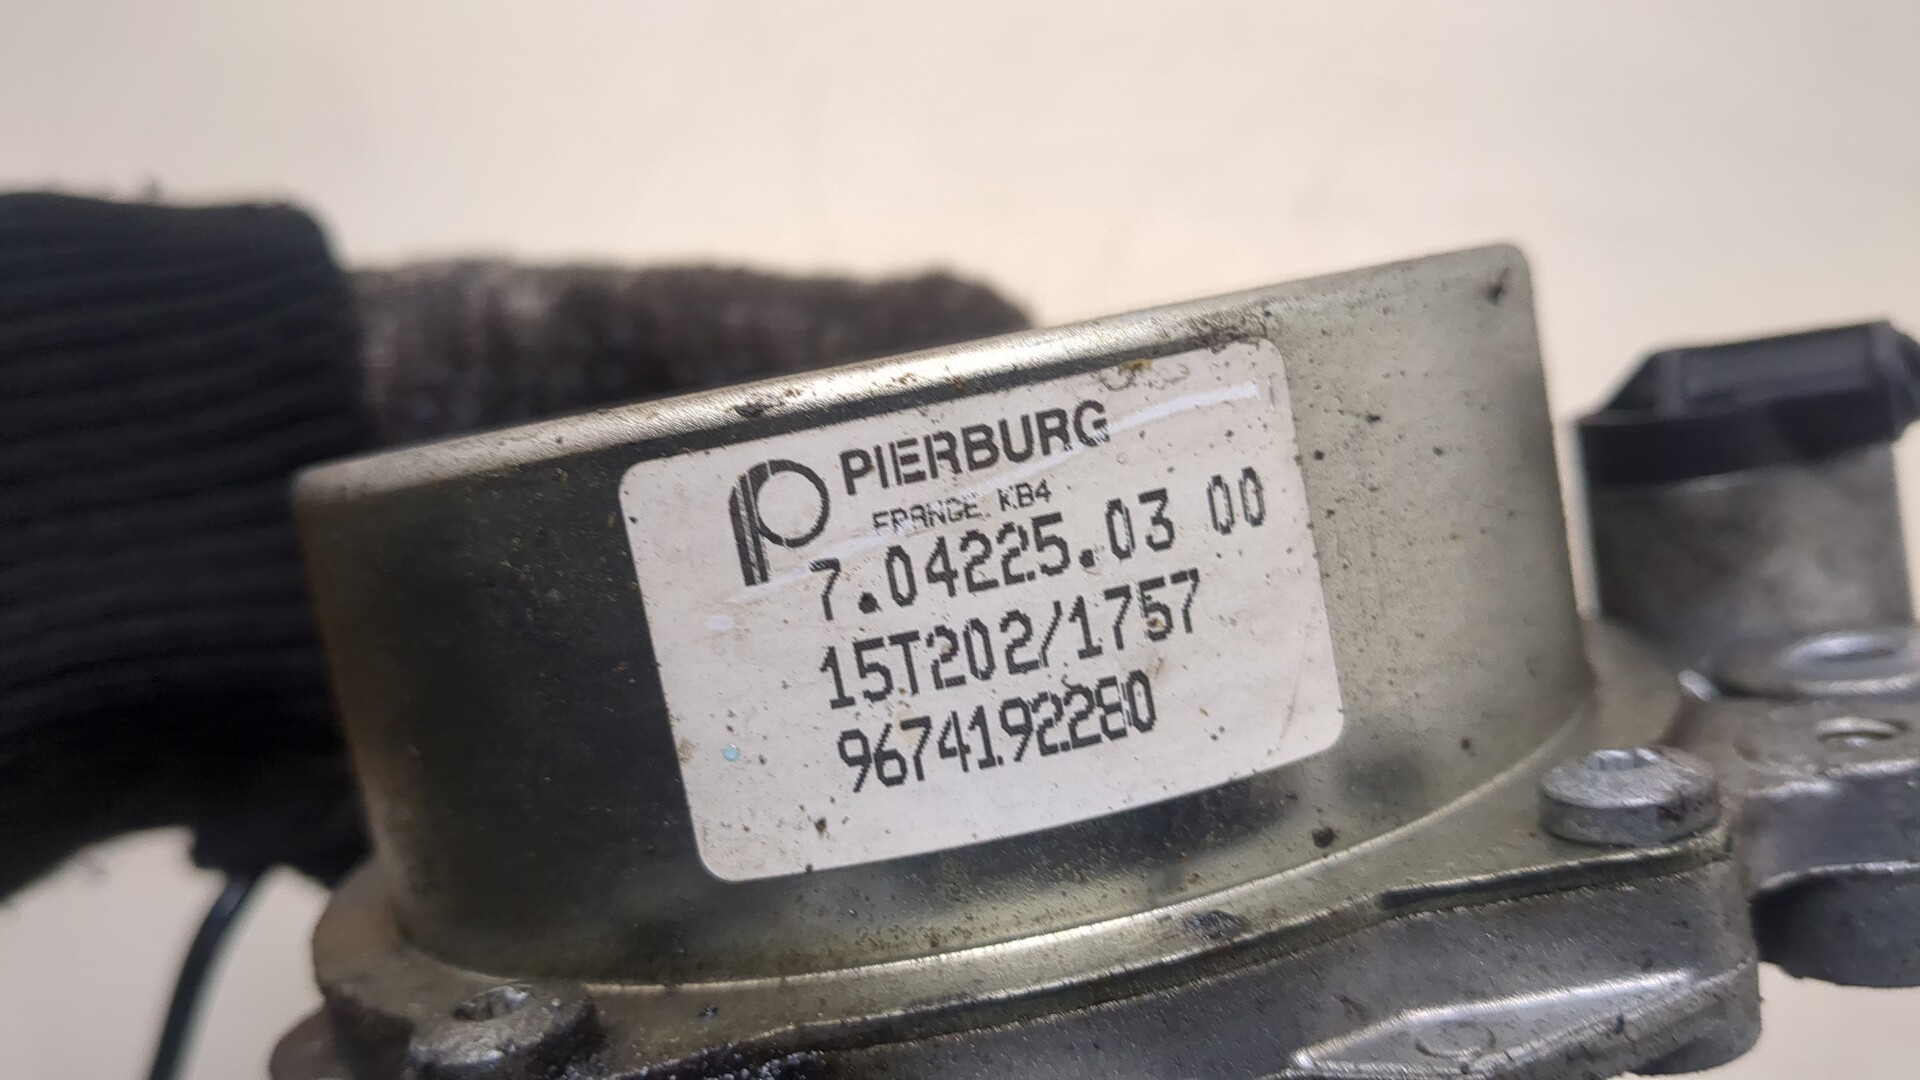 PIERBURG
FRANCE KB4
7.04225.03 00
15T202/1757
9674192280